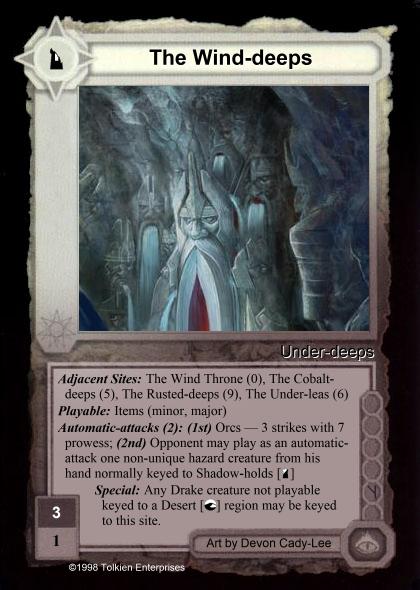 The Wind-deeps
Under-deeps
Adjacent Sites: The Wind Throne (0), The Cobalt-
deeps (5), The Rusted-deeps (9), The Under-leas (6)
Playable: Items (minor, major)
Automatic-attacks (2): (1st) Orcs — 3 strikes with 7
prowess; (2nd) Opponent may play as an automatic-
attack one non-unique hazard creature from his
hand normally keyed to Shadow-holds [ ]
Special: Any Drake creature not playable
keyed to a Desert [ ] region may be keyed
to this site.
3
1
Art by Devon Cady-Lee
©1998 Tolkien Enterprises